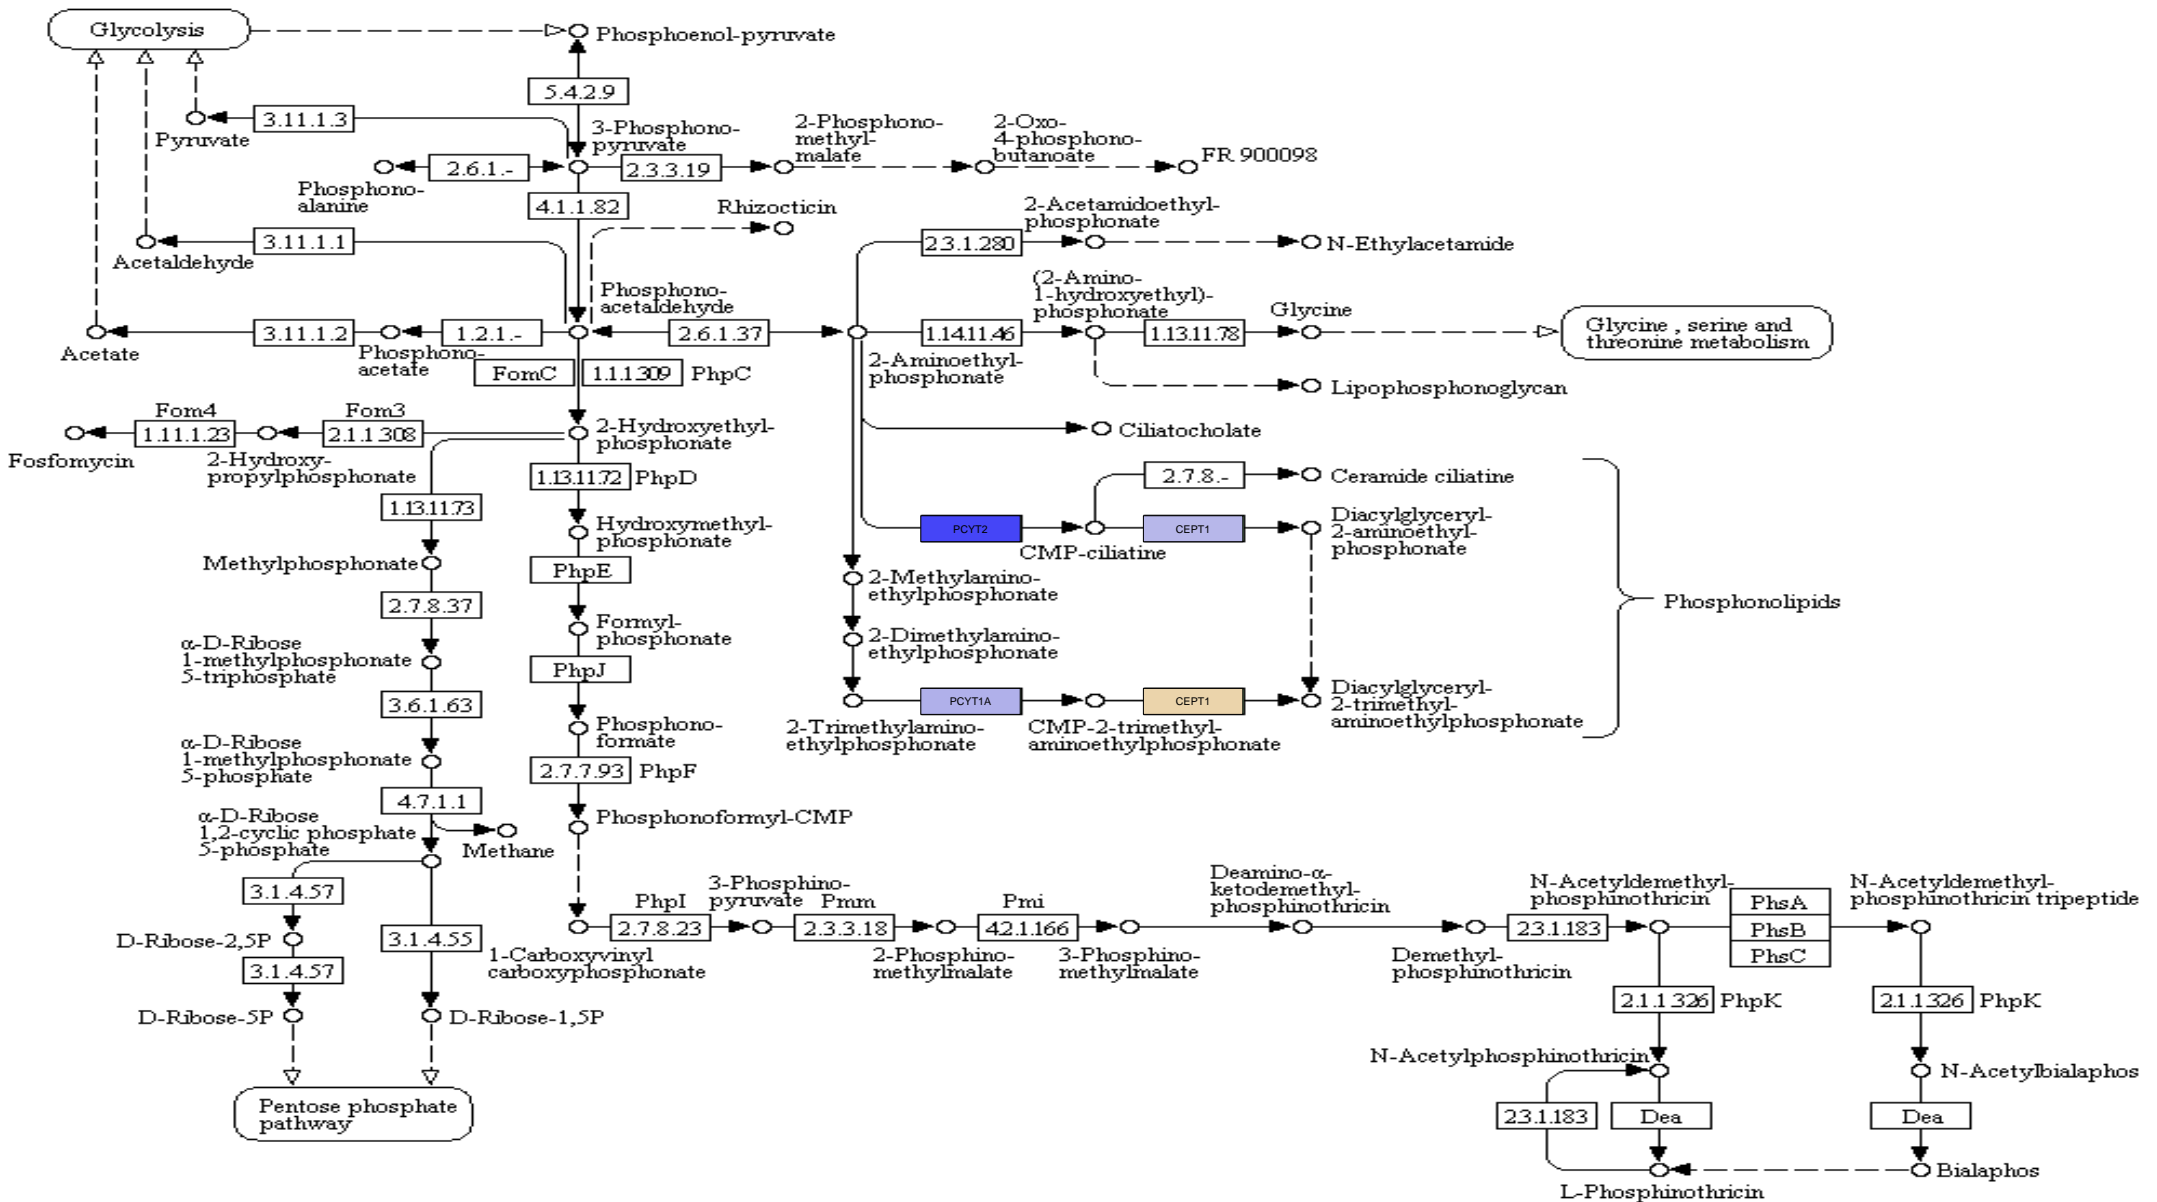 Glycolysis
Phosphoenol-pyruvate
5.4.2.9
3.11.1.3
Pyruvate
3-Phosphono-
pyruvate
2-Phosphono-
methyl-
malate
2-Oxo-
4-phosphono-
butanoate
FR 900098
2.6.1.-
2.3.3.19
Phosphono-
alanine
4.1.1.82
Rhizocticin
2-Acetamidoethyl-
phosphonate
3.11.1.1
Acetaldehyde
2.3.1.280
N-Ethylacetamide
Phosphono-
acetaldehyde
(2-Amino-
1-hydroxyethyl)-
phosphonate
Glycine
3.11.1.2
1.2.1.-
2.6.1.37
1.14.11.46
1.13.11.78
Glycine , serine and
threonine metabolism
Acetate
Phosphono-
acetate
2-Aminoethyl-
phosphonate
FomC
1.1.1.309
PhpC
Lipophosphonoglycan
Fom4
Fom3
1.11.1.23
2.1.1.308
2-Hydroxyethyl-
phosphonate
Ciliatocholate
Fosfomycin
2-Hydroxy-
propylphosphonate
1.13.11.72
PhpD
2.7.8.-
Ceramide ciliatine
1.13.11.73
Hydroxymethyl-
phosphonate
PCYT2
CEPT1
CMP-ciliatine
Diacylglyceryl-
2-aminoethyl-
phosphonate
Methylphosphonate
PhpE
2-Methylamino-
ethylphosphonate
2.7.8.37
Formyl-
phosphonate
2-Dimethylamino-
ethylphosphonate
Phosphonolipids
α-D-Ribose
1-methylphosphonate
5-triphosphate
PhpJ
3.6.1.63
PCYT1A
CEPT1
Diacylglyceryl-
2-trimethyl-
aminoethylphosphonate
2-Trimethylamino-
ethylphosphonate
CMP-2-trimethyl-
aminoethylphosphonate
Phosphono-
formate
α-D-Ribose
1-methylphosphonate
5-phosphate
2.7.7.93
PhpF
4.7.1.1
α-D-Ribose
1,2-cyclic phosphate
5-phosphate
Methane
Phosphonoformyl-CMP
3.1.4.57
PhpI
3-Phosphino-
pyruvate
Pmm
Pmi
Deamino-α-
ketodemethyl-
phosphinothricin
N-Acetyldemethyl-
phosphinothricin
PhsA
PhsB
PhsC
N-Acetyldemethyl-
phosphinothricin tripeptide
D-Ribose-2,5P
3.1.4.55
2.7.8.23
2.3.3.18
4.2.1.166
2.3.1.183
1-Carboxyvinyl
carboxyphosphonate
2-Phosphino-
methylmalate
3-Phosphino-
methylmalate
Demethyl-
phosphinothricin
3.1.4.57
2.1.1.326
PhpK
2.1.1.326
PhpK
D-Ribose-5P
D-Ribose-1,5P
N-Acetylphosphinothricin
N-Acetylbialaphos
Pentose phosphate
pathway
2.3.1.183
Dea
Dea
Bialaphos
L-Phosphinothricin